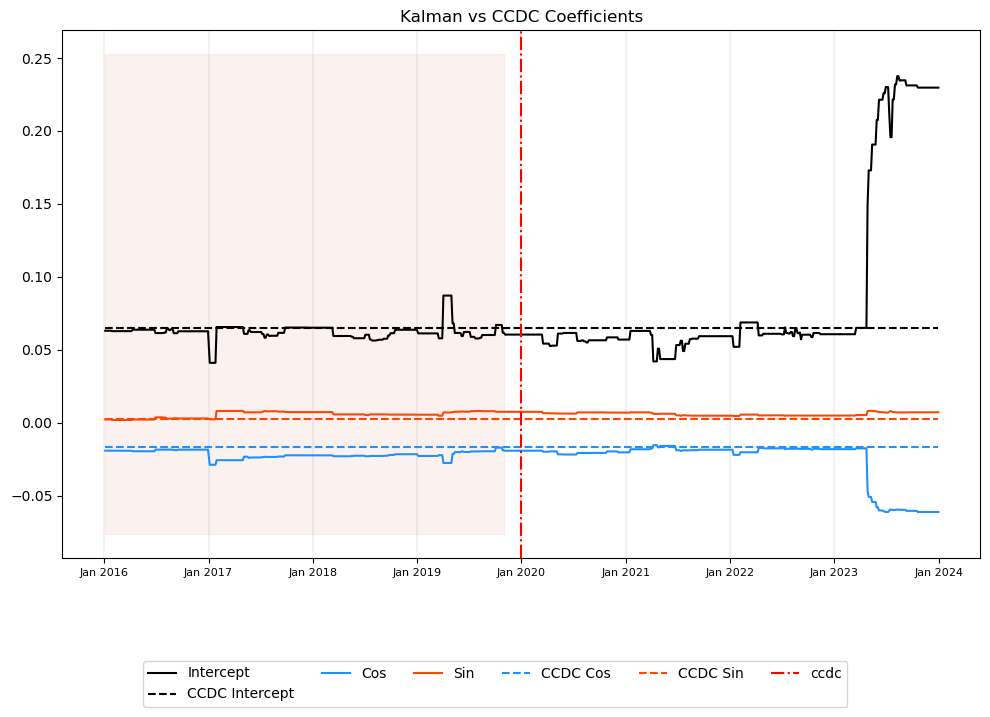 Kalman vs CCDC Coefficients
0.25
0.20
0.15
0.10
0.05
0.00
−0.05
Jan 2016 Jan 2017 Jan 2018 Jan 2019 Jan 2020 Jan 2021 Jan 2022 Jan 2023 Jan 2024
Intercept Cos Sin CCDC Cos CCDC Sin ccdc
CCDC Intercept